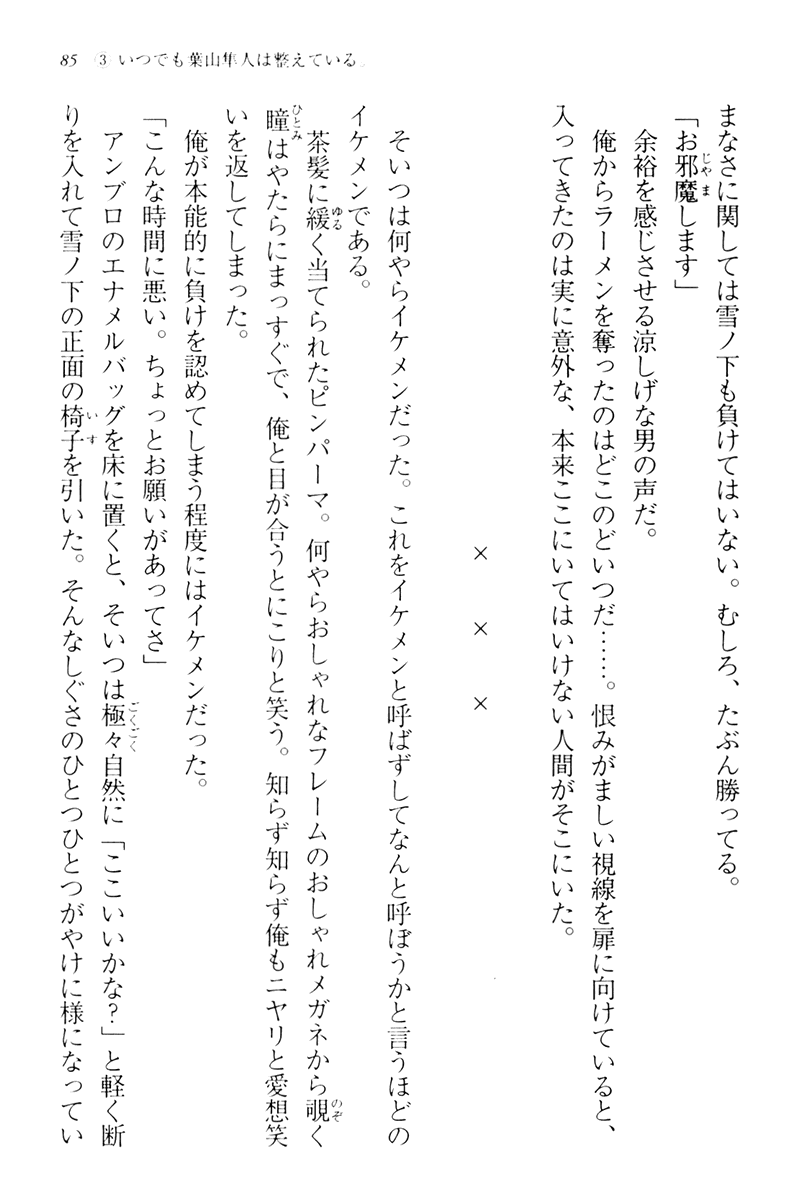 85 ③ いつでも葉山隼人は整えている。
まなさに関しては雪ノ下も負けてはいない。むしろ、たぶん勝ってる。
「お邪魔します」
余裕を感じさせる涼しげな男の声だ。
俺からラーメンを奪ったのはどこのどいつだ……。恨みがましい視線を扉に向けていると、
入ってきたのは実に意外な、本来ここにいてはいけない人間がそこにいた。
× × ×
そいつは何やらイケメンだった。これをイケメンと呼ばずしてなんと呼ぼうかと言うほどの
イケメンである。
茶髪に緩く当てられたピンパーマ。何やらおしゃれなフレームのおしゃれメガネから覗く
瞳はやたらにまっすぐで、俺と目が合うとにこりと笑う。知らず知らず俺もニヤリと愛想笑
いを返してしまった。
俺が本能的に負けを認めてしまう程度にはイケメンだった。
「こんな時間に悪い。ちょっとお願いがあってさ」
アンブロのエナメルバッグを床に置くと、そいつは極々自然に「ここいいかな？」と軽く断
りを入れて雪ノ下の正面の椅子を引いた。そんなしぐさのひとつひとつがやけに様になってい